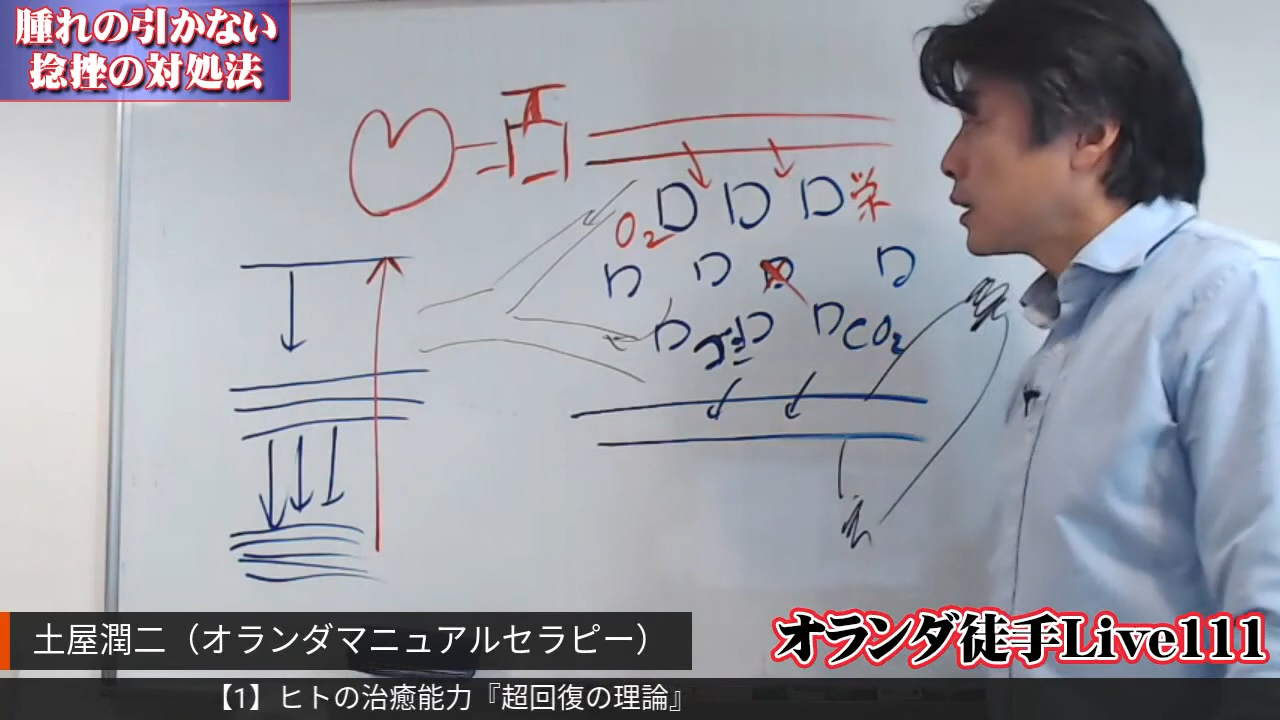 腫れの引かない
捻挫の対処法
O2
栄
CO2
土屋潤二（オランダマニュアルセラピー）
オランダ徒手Live111
【1】ヒトの治癒能力『超回復の理論』